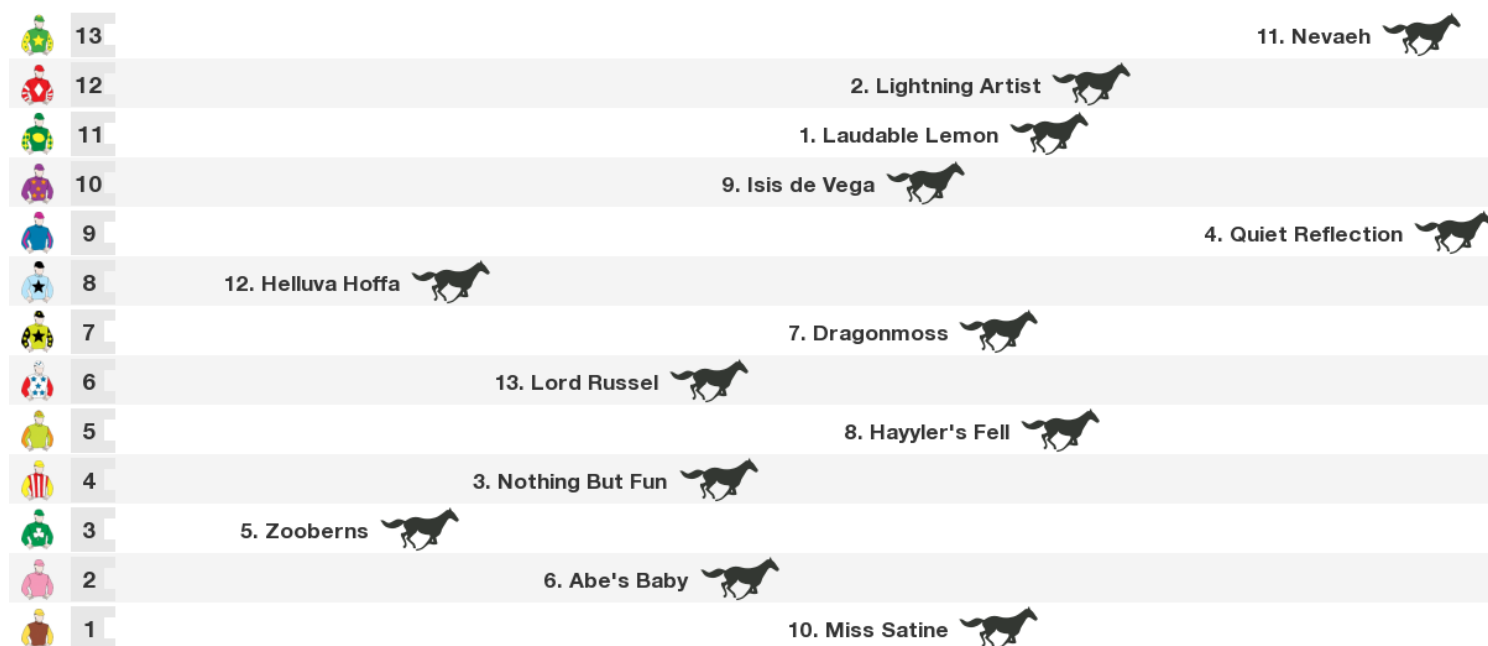 13 11. Nevaeh
12 2. Lightning Artist
11 1. Laudable Lemon
10 9. Isis de Vega
9 4. Quiet Reflection
8 12. Helluva Hoffa
7 7. Dragonmoss
6 13. Lord Russel
5 8. Hayyler's Fell
4 3. Nothing But Fun
3 5. Zooberns
2 6. Abe's Baby
1 10. Miss Satine